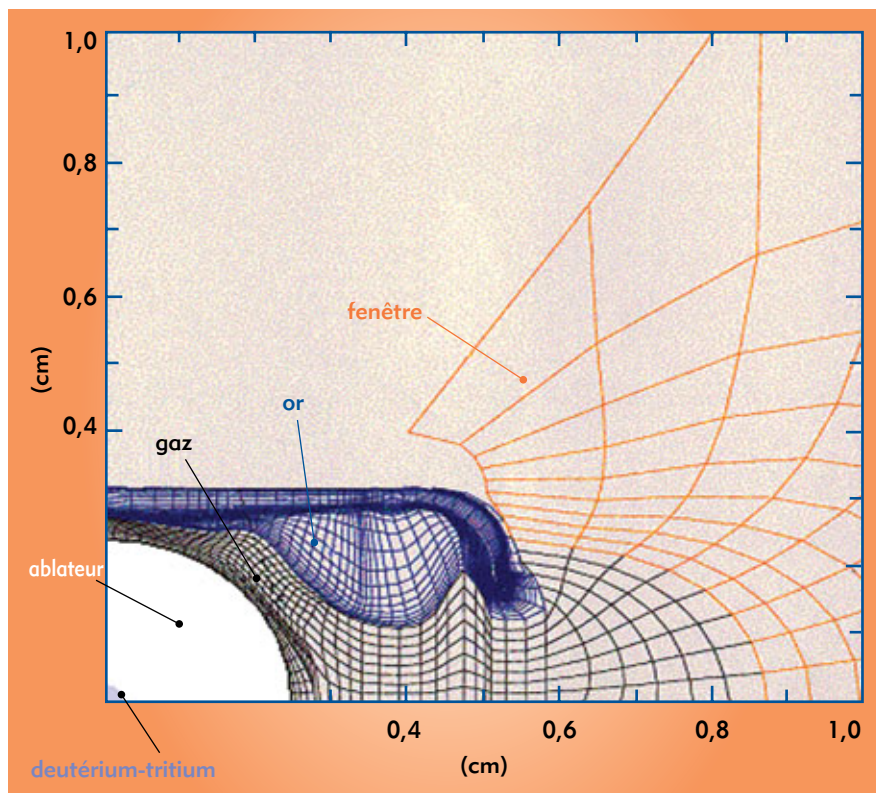 1,0
0,8
0,6
fenêtre
(cm)
or
0,4
gaz
ablateur
0,4 0,6 0,8 1,0
(cm)
deutérium-tritium